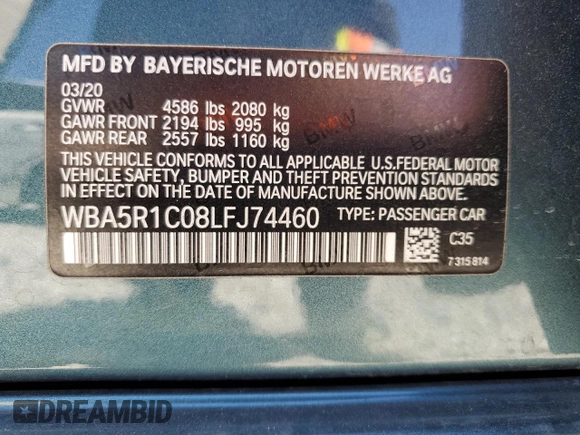 MFD BY BAYERISCHE MOTOREN WERKE AG
03/20
GVWR 4586 lbs 2080 kg
GAWR FRONT 2194 lbs 995 kg
GAWR REAR 2557 lbs 1160 kg
THIS VEHICLE CONFORMS TO ALL APPLICABLE U.S.FEDERAL MOTOR
VEHICLE SAFETY, BUMPER AND THEFT PREVENTION STANDARDS
IN EFFECT ON THE DATE OF MANUFACTURE SHOWN ABOVE.
WBA5R1C08LFJ74460 TYPE: PASSENGER CAR
C35
7315814
DREAMBID